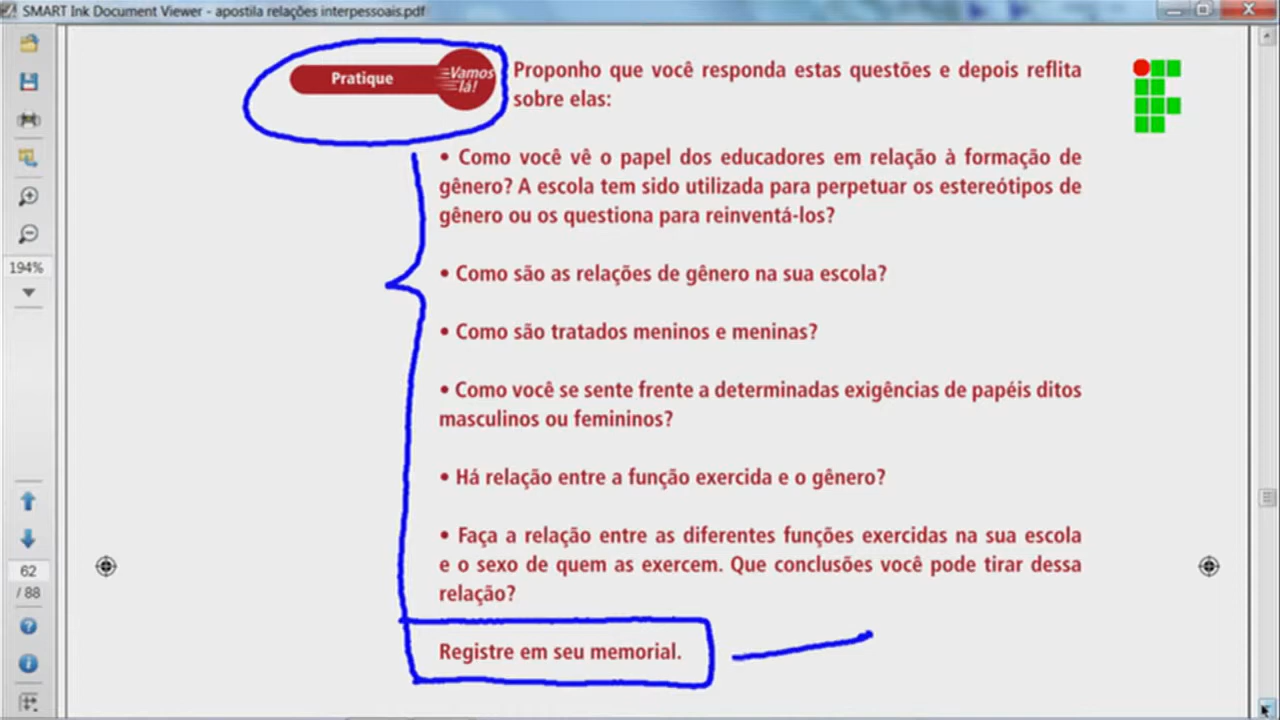 SMART Ink Document Viewer - apostila relações interpessoais.pdf
Pratique
Vamos
lá!
Proponho que você responda estas questões e depois reflita
sobre elas:
• Como você vê o papel dos educadores em relação à formação de
gênero? A escola tem sido utilizada para perpetuar os estereótipos de
gênero ou os questiona para reinventá-los?
• Como são as relações de gênero na sua escola?
• Como são tratados meninos e meninas?
• Como você se sente frente a determinadas exigências de papéis ditos
masculinos ou femininos?
• Há relação entre a função exercida e o gênero?
• Faça a relação entre as diferentes funções exercidas na sua escola
e o sexo de quem as exercem. Que conclusões você pode tirar dessa
relação?
Registre em seu memorial.
194%
62
/ 88